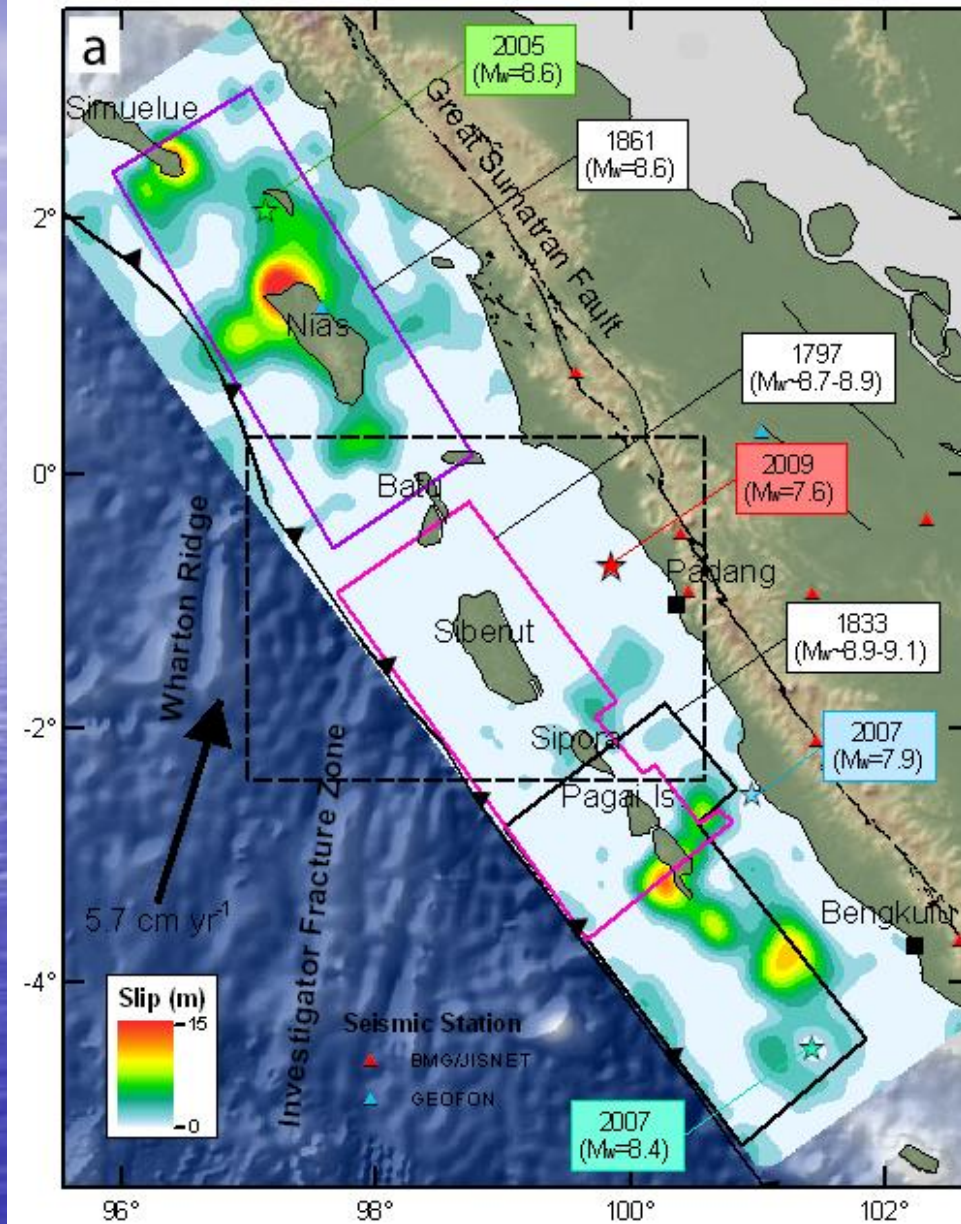 a
2005
(Mw=8.6)
Simuelue
Great Sumatran Fault
1861
(Mw=8.6)
2°
Nias
1797
(Mw~8.7-8.9)
0°
2009
(Mw=7.6)
Batu
Wharton Ridge
Padang
Siberut
1833
(Mw~8.9-9.1)
-2°
Sipora
2007
(Mw=7.9)
Pagai Is.
5.7 cm yr-1
Investigator Fracture Zone
Bengkulu
-4°
Slip (m)
15
0
Seismic Station
BMG/JISNET
GEOFON
2007
(Mw=8.4)
96° 98° 100° 102°